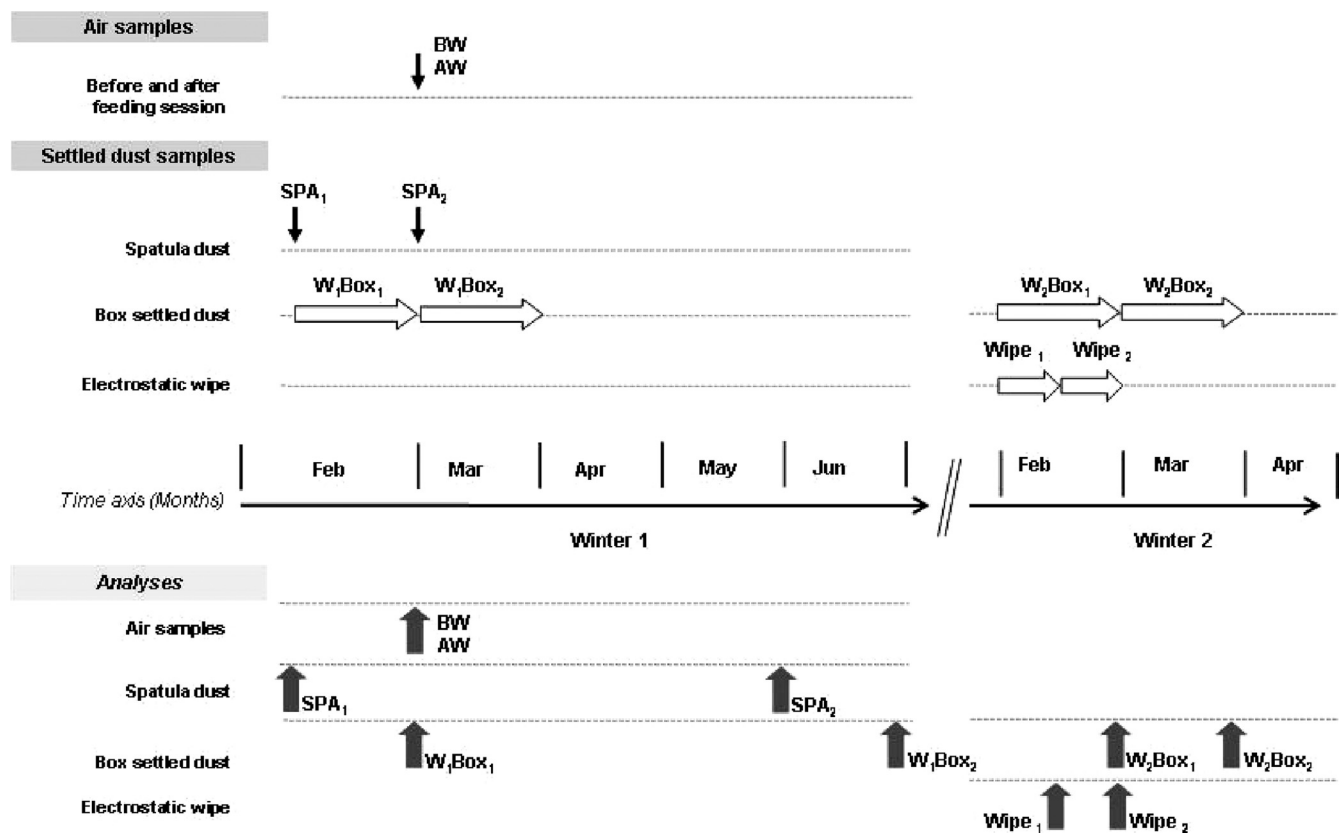 Air samples
BW
AW
Before and after
feeding session
Settled dust samples
SPA₁ SPA₂
Spatula dust
W₁Box₁ W₁Box₂ W₂Box₁ W₂Box₂
Box settled dust
Wipe ₁ Wipe ₂
Electrostatic wipe
Feb Mar Apr May Jun Feb Mar Apr
Time axis (Months)
Winter 1 Winter 2
Analyses
Air samples
BW
AW
Spatula dust
SPA₁ SPA₂
Box settled dust
W₁Box₁ W₁Box₂ W₂Box₁ W₂Box₂
Electrostatic wipe
Wipe ₁ Wipe ₂